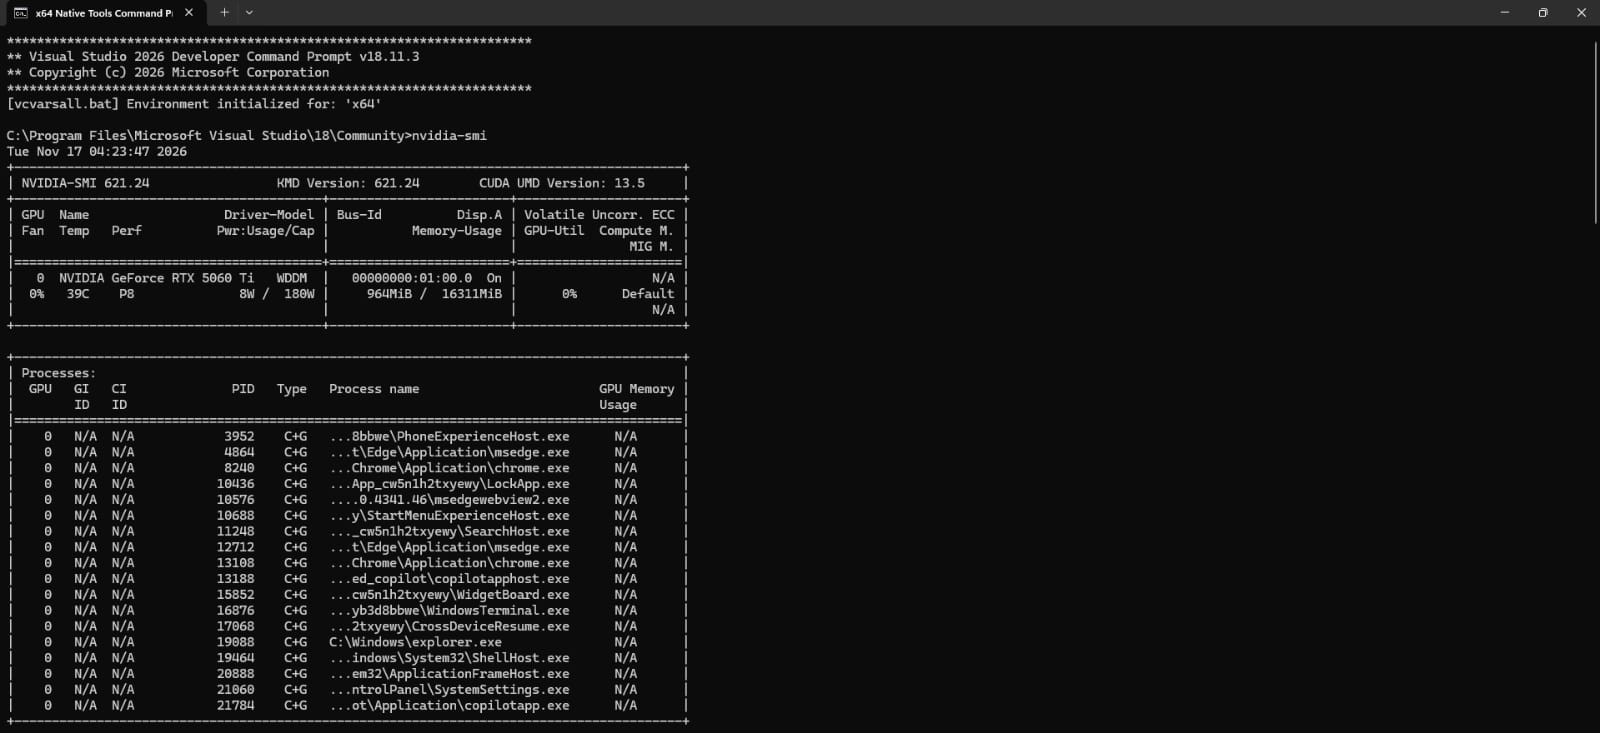 x64 Native Tools Command P
**********************************************************************
** Visual Studio 2026 Developer Command Prompt v18.11.3
** Copyright (c) 2026 Microsoft Corporation
**********************************************************************
[vcvarsall.bat] Environment initialized for: 'x64'
C:\Program Files\Microsoft Visual Studio\18\Community>nvidia-smi
Tue Nov 17 04:23:47 2026
+-----------------------------------------------------------------------------------------+
| NVIDIA-SMI 621.24                 KMD Version: 621.24        CUDA UMD Version: 13.5     |
+-----------------------------------------+------------------------+----------------------+
| GPU  Name                  Driver-Model | Bus-Id          Disp.A | Volatile Uncorr. ECC |
| Fan  Temp   Perf          Pwr:Usage/Cap |           Memory-Usage | GPU-Util  Compute M. |
|                                         |                        |               MIG M. |
|=========================================+========================+======================|
|   0  NVIDIA GeForce RTX 5060 Ti   WDDM  |   00000000:01:00.0  On |                  N/A |
|  0%   39C    P8              8W /  180W |     964MiB /  16311MiB |      0%      Default |
|                                         |                        |                  N/A |
+-----------------------------------------+------------------------+----------------------+
+-----------------------------------------------------------------------------------------+
| Processes:                                                                              |
|  GPU   GI   CI              PID   Type   Process name                        GPU Memory |
|        ID   ID                                                               Usage      |
|=========================================================================================|
|    0   N/A  N/A            3952    C+G   ...8bbwe\PhoneExperienceHost.exe      N/A      |
|    0   N/A  N/A            4864    C+G   ...t\Edge\Application\msedge.exe      N/A      |
|    0   N/A  N/A            8240    C+G   ...Chrome\Application\chrome.exe      N/A      |
|    0   N/A  N/A           10436    C+G   ...App_cw5n1h2txyewy\LockApp.exe      N/A      |
|    0   N/A  N/A           10576    C+G   ....0.4341.46\msedgewebview2.exe      N/A      |
|    0   N/A  N/A           10688    C+G   ...y\StartMenuExperienceHost.exe      N/A      |
|    0   N/A  N/A           11248    C+G   ..._cw5n1h2txyewy\SearchHost.exe      N/A      |
|    0   N/A  N/A           12712    C+G   ...t\Edge\Application\msedge.exe      N/A      |
|    0   N/A  N/A           13108    C+G   ...Chrome\Application\chrome.exe      N/A      |
|    0   N/A  N/A           13188    C+G   ...ed_copilot\copilotapphost.exe      N/A      |
|    0   N/A  N/A           15852    C+G   ...cw5n1h2txyewy\WidgetBoard.exe      N/A      |
|    0   N/A  N/A           16876    C+G   ...yb3d8bbwe\WindowsTerminal.exe      N/A      |
|    0   N/A  N/A           17068    C+G   ...2txyewy\CrossDeviceResume.exe      N/A      |
|    0   N/A  N/A           19088    C+G   C:\Windows\explorer.exe               N/A      |
|    0   N/A  N/A           19464    C+G   ...indows\System32\ShellHost.exe      N/A      |
|    0   N/A  N/A           20888    C+G   ...em32\ApplicationFrameHost.exe      N/A      |
|    0   N/A  N/A           21060    C+G   ...ntrolPanel\SystemSettings.exe      N/A      |
|    0   N/A  N/A           21784    C+G   ...ot\Application\copilotapp.exe      N/A      |
+-----------------------------------------------------------------------------------------+